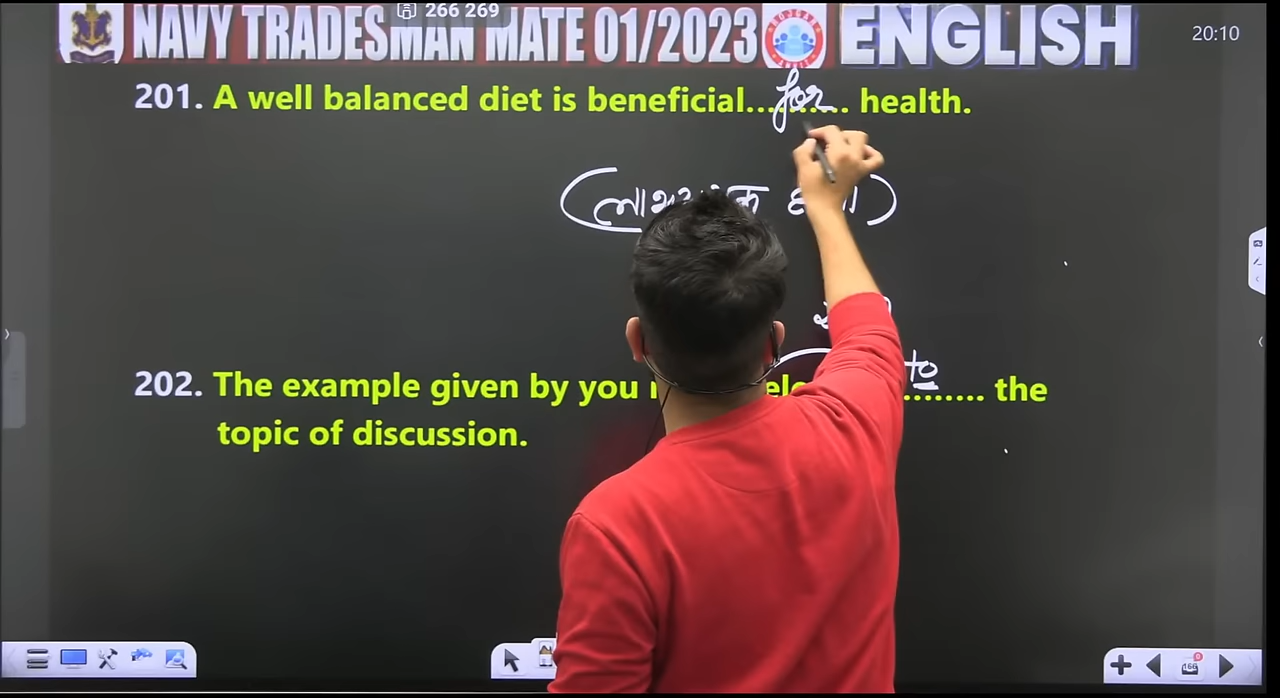 266 269
NAVY TRADESMAN MATE 01/2023 ENGLISH
20:10
201. A well balanced diet is beneficial....for.... health.
to
202. The example given by you ........ the
topic of discussion.
166